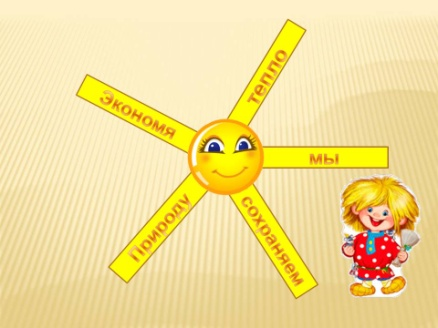 Экономя
тепло
мы
сохраняем
Природу